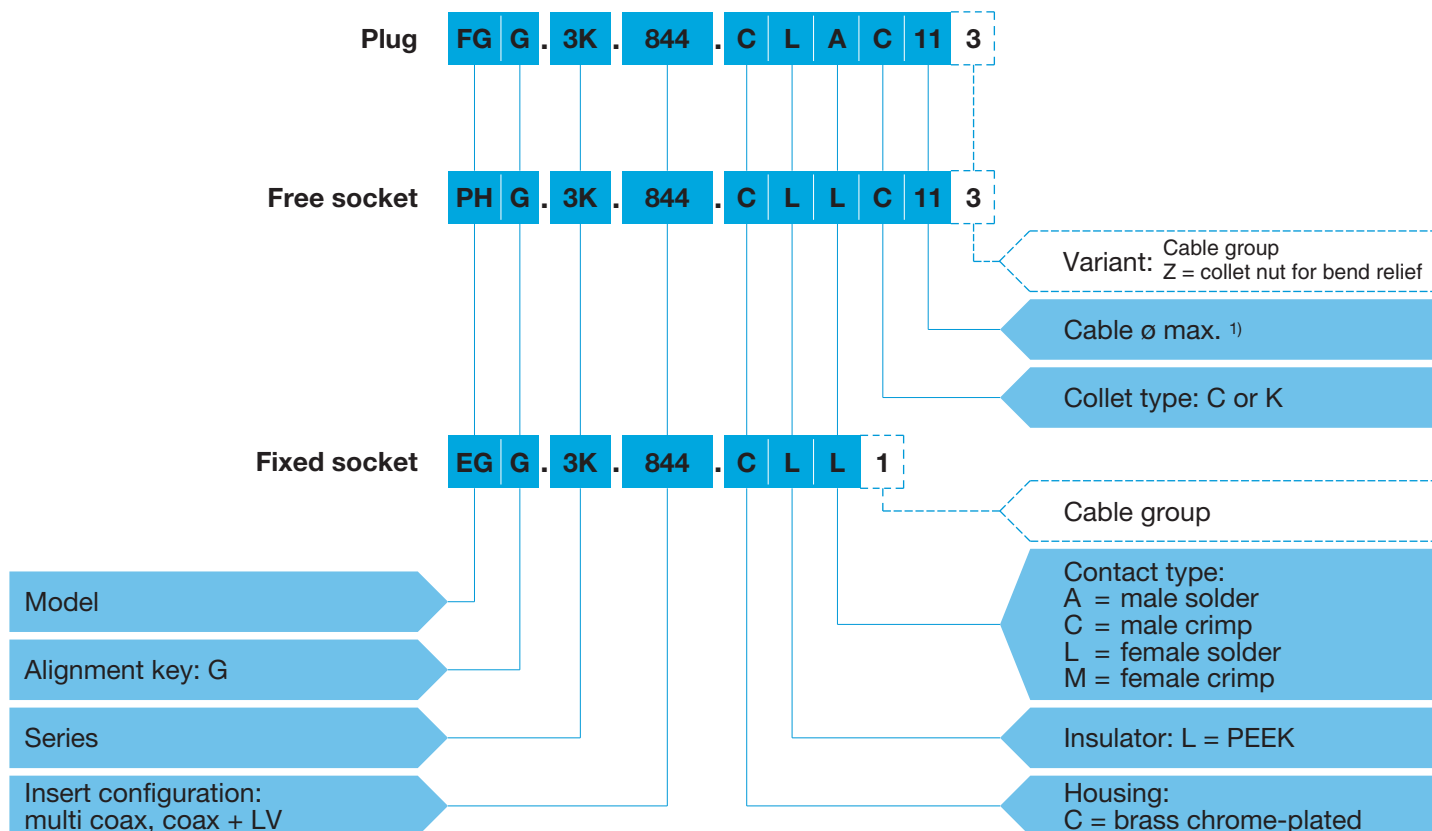 Plug FG G . 3K . 844 . C L A C 11 3
Free socket PH G . 3K . 844 . C L L C 11 3
Variant: Cable group
Z = collet nut for bend relief
Cable ø max. 1)
Collet type: C or K
Fixed socket EG G . 3K . 844 . C L L 1
Cable group
Contact type:
A = male solder
C = male crimp
L = female solder
M = female crimp
Model
Alignment key: G
Series
Insulator: L = PEEK
Insert configuration:
multi coax, coax + LV
Housing:
C = brass chrome-plated